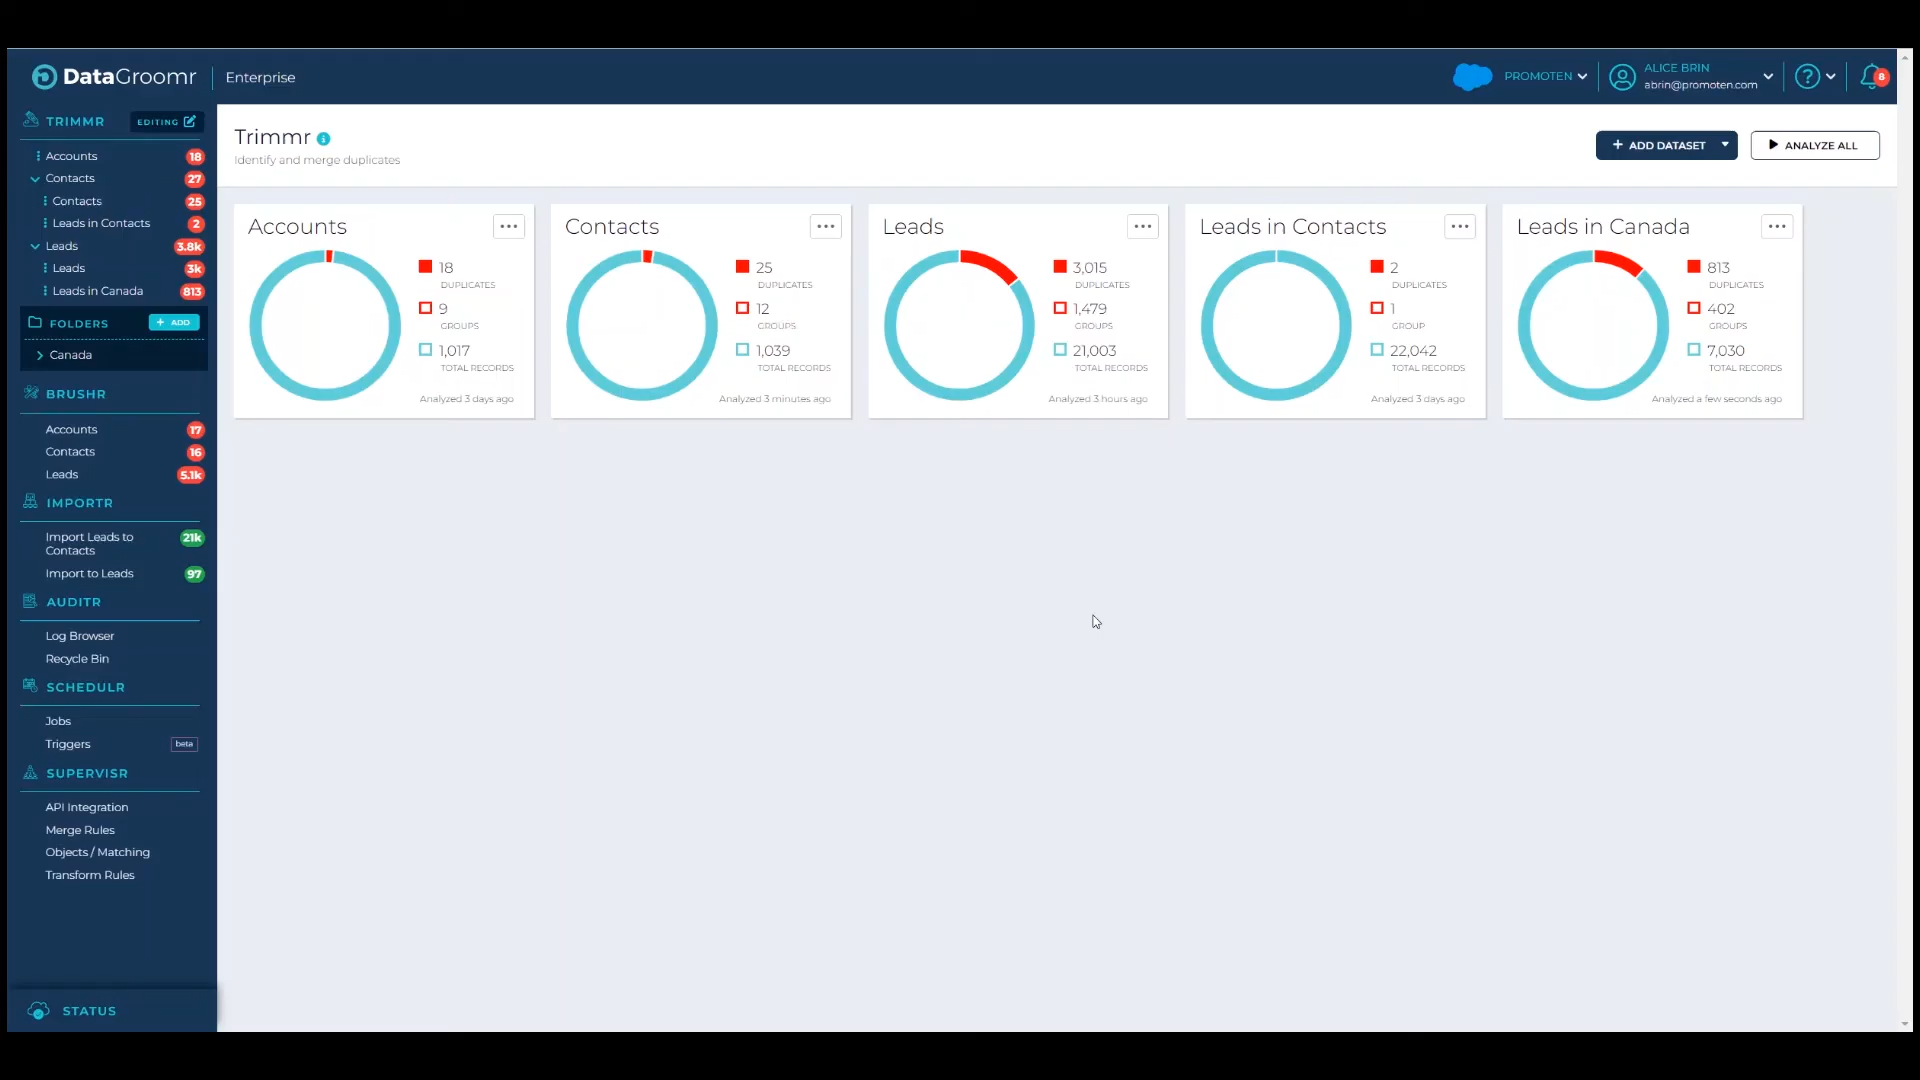 DataGroomr
Enterprise
PROMOTEN
ALICE BRIN
abrin@promoten.com
?
8
TRIMMR
EDITING
Accounts 18
Contacts 27
Contacts 25
Leads in Contacts 2
Leads 3.8k
Leads 3k
Leads in Canada 813
FOLDERS
+ ADD
Canada
BRUSHR
Accounts 17
Contacts 16
Leads 5.1k
IMPORTR
Import Leads to
Contacts
21k
Import to Leads 97
AUDITR
Log Browser
Recycle Bin
SCHEDULR
Jobs
Triggers beta
SUPERVISR
API Integration
Merge Rules
Objects / Matching
Transform Rules
STATUS
Trimmr i
Identify and merge duplicates
+ ADD DATASET
ANALYZE ALL
Accounts
...
18
DUPLICATES
9
GROUPS
1,017
TOTAL RECORDS
Analyzed 3 days ago
Contacts
...
25
DUPLICATES
12
GROUPS
1,039
TOTAL RECORDS
Analyzed 3 minutes ago
Leads
...
3,015
DUPLICATES
1,479
GROUPS
21,003
TOTAL RECORDS
Analyzed 3 hours ago
Leads in Contacts
...
2
DUPLICATES
1
GROUP
22,042
TOTAL RECORDS
Analyzed 3 days ago
Leads in Canada
...
813
DUPLICATES
402
GROUPS
7,030
TOTAL RECORDS
Analyzed a few seconds ago